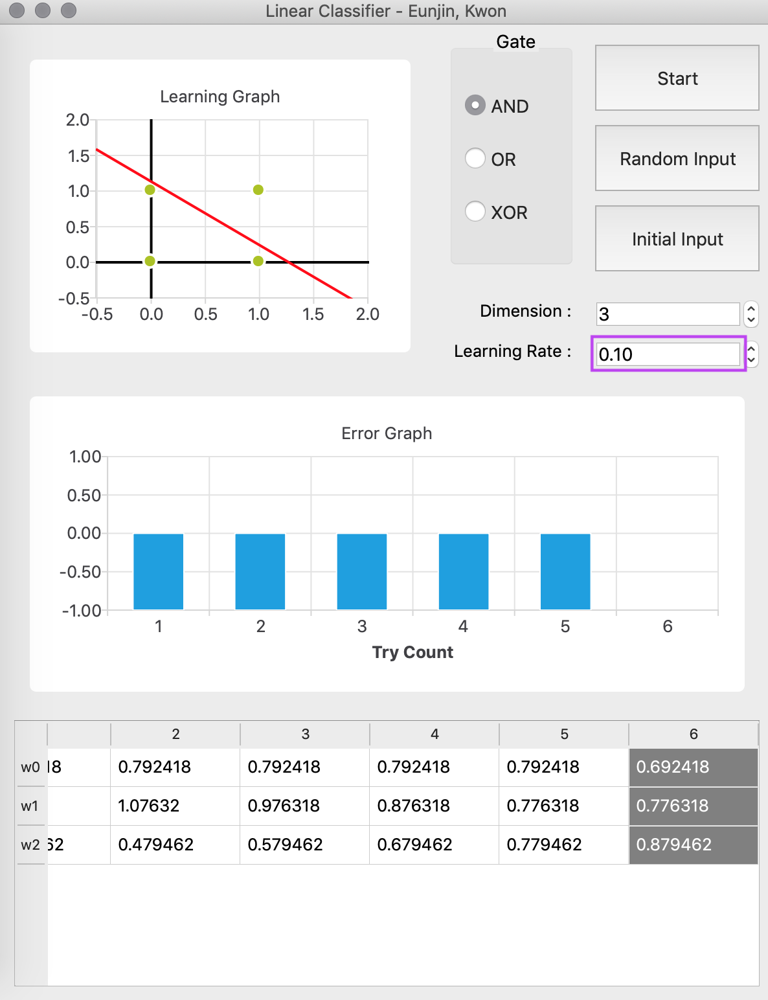 Linear Classifier - Eunjin, Kwon
Gate
AND
OR
XOR
Start
Random Input
Initial Input
Dimension :
3
Learning Rate :
0.10
Learning Graph
2.0
1.5
1.0
0.5
0.0
-0.5
-0.5 0.0 0.5 1.0 1.5 2.0
Error Graph
1.00
0.50
0.00
-0.50
-1.00
1 2 3 4 5 6
Try Count
2 3 4 5 6
w0 18 0.792418 0.792418 0.792418 0.792418 0.692418
w1 1.07632 0.976318 0.876318 0.776318 0.776318
w2 62 0.479462 0.579462 0.679462 0.779462 0.879462